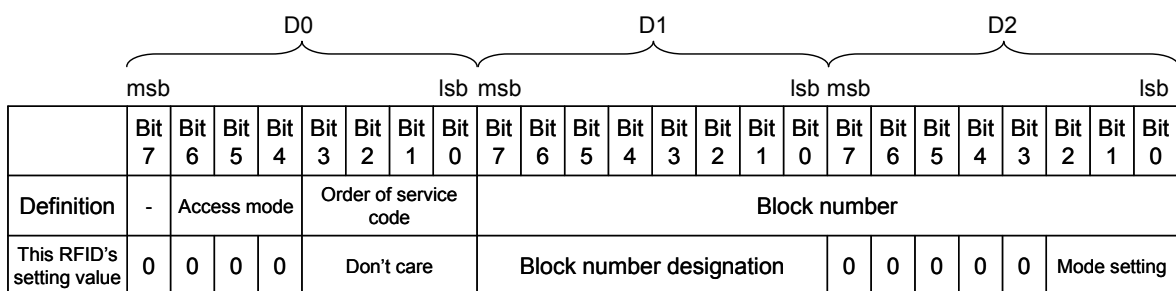 D0 D1 D2
msb lsb msb lsb msb lsb
Bit 7 Bit 6 Bit 5 Bit 4 Bit 3 Bit 2 Bit 1 Bit 0 Bit 7 Bit 6 Bit 5 Bit 4 Bit 3 Bit 2 Bit 1 Bit 0 Bit 7 Bit 6 Bit 5 Bit 4 Bit 3 Bit 2 Bit 1 Bit 0
Definition - Access mode Order of service code Block number
This RFID's setting value 0 0 0 0 Don't care Block number designation 0 0 0 0 0 Mode setting